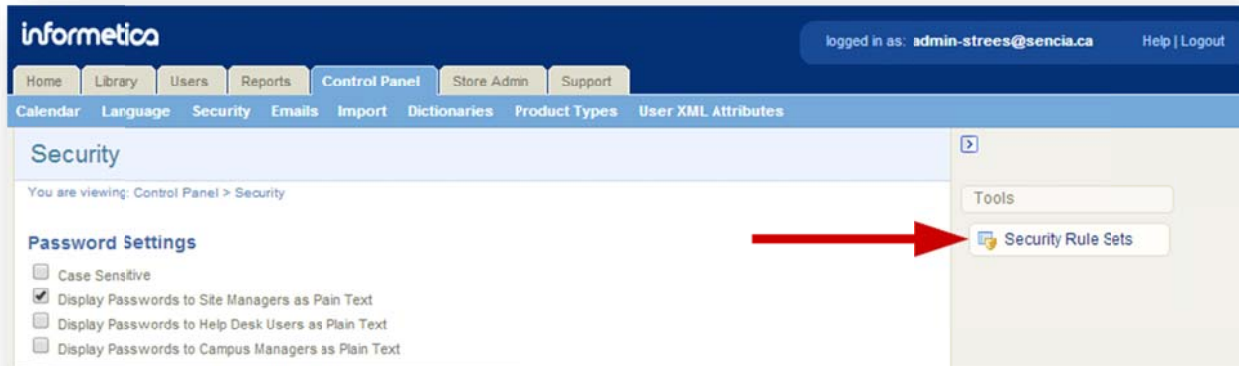 informetica
logged in as: admin-strees@sencia.ca Help | Logout
Home Library Users Reports Control Panel Store Admin Support
Calendar Language Security Emails Import Dictionaries Product Types User XML Attributes
Security
You are viewing: Control Panel > Security
Tools
Security Rule Sets
Password Settings
Case Sensitive
Display Passwords to Site Managers as Pain Text
Display Passwords to Help Desk Users as Plain Text
Display Passwords to Campus Managers as Plain Text